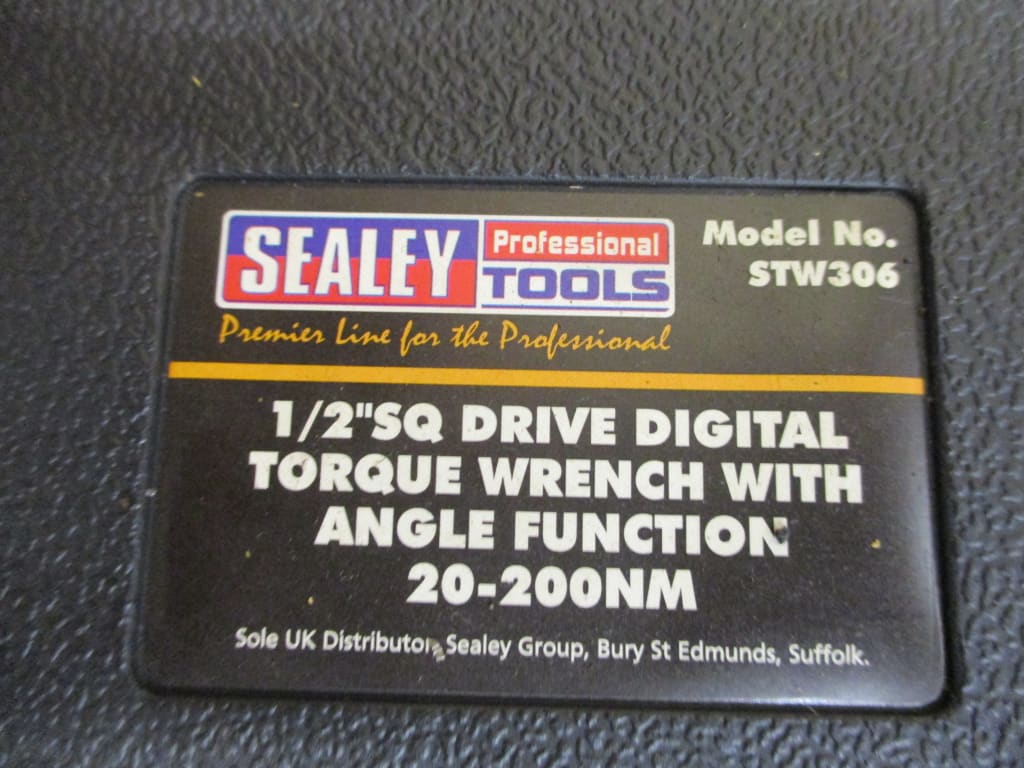 SEALEY Professional TOOLS
Premier Line for the Professional
Model No.
STW306
1/2"SQ DRIVE DIGITAL
TORQUE WRENCH WITH
ANGLE FUNCTION
20-200NM
Sole UK Distributor, Sealey Group, Bury St Edmunds, Suffolk.